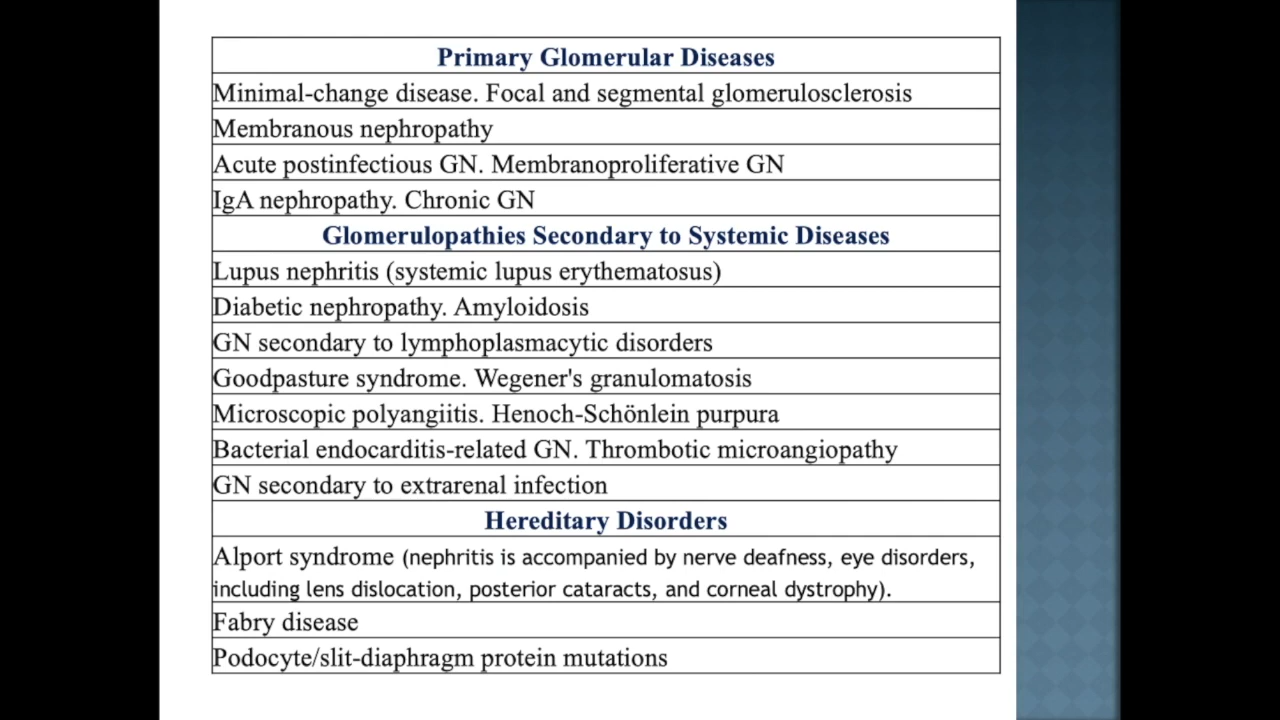 Primary Glomerular Diseases
Minimal-change disease. Focal and segmental glomerulosclerosis
Membranous nephropathy
Acute postinfectious GN. Membranoproliferative GN
IgA nephropathy. Chronic GN
Glomerulopathies Secondary to Systemic Diseases
Lupus nephritis (systemic lupus erythematosus)
Diabetic nephropathy. Amyloidosis
GN secondary to lymphoplasmacytic disorders
Goodpasture syndrome. Wegener's granulomatosis
Microscopic polyangiitis. Henoch-Schönlein purpura
Bacterial endocarditis-related GN. Thrombotic microangiopathy
GN secondary to extrarenal infection
Hereditary Disorders
Alport syndrome (nephritis is accompanied by nerve deafness, eye disorders,
including lens dislocation, posterior cataracts, and corneal dystrophy).
Fabry disease
Podocyte/slit-diaphragm protein mutations